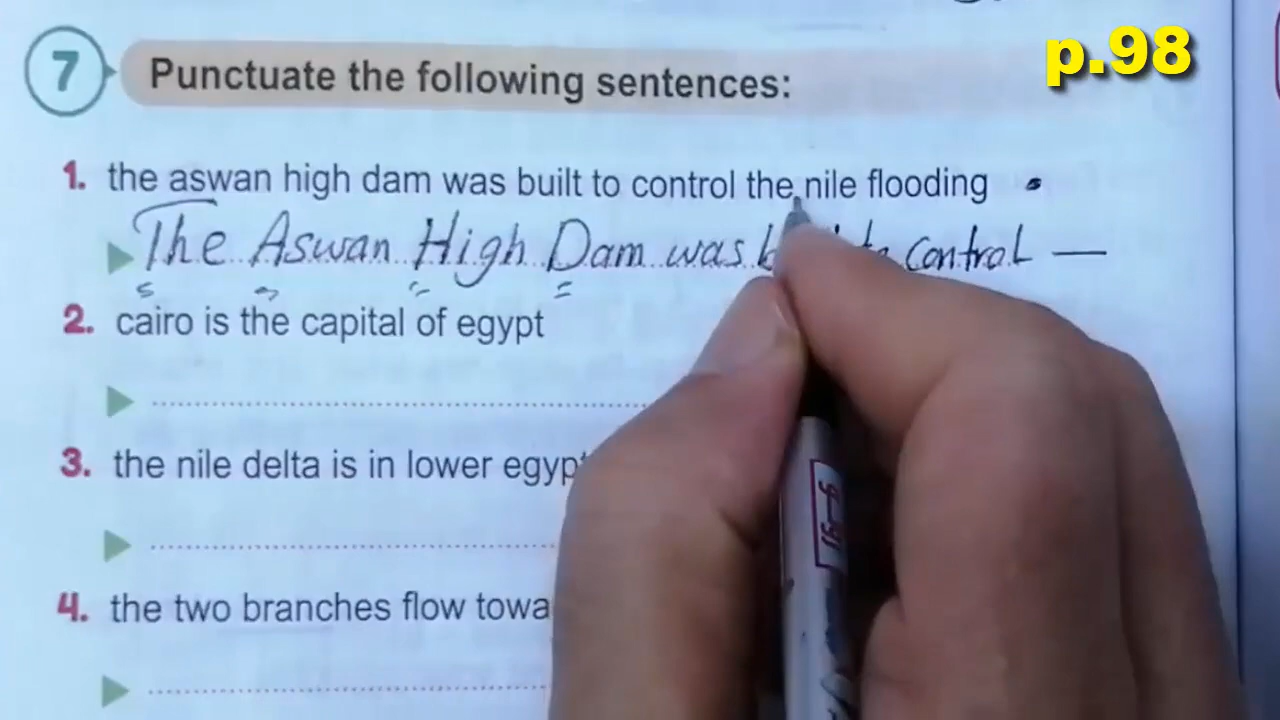 p.98
7 Punctuate the following sentences:
1. the aswan high dam was built to control the nile flooding .
The Aswan High Dam was control —
2. cairo is the capital of egypt
3. the nile delta is in lower
4. the two branches flow